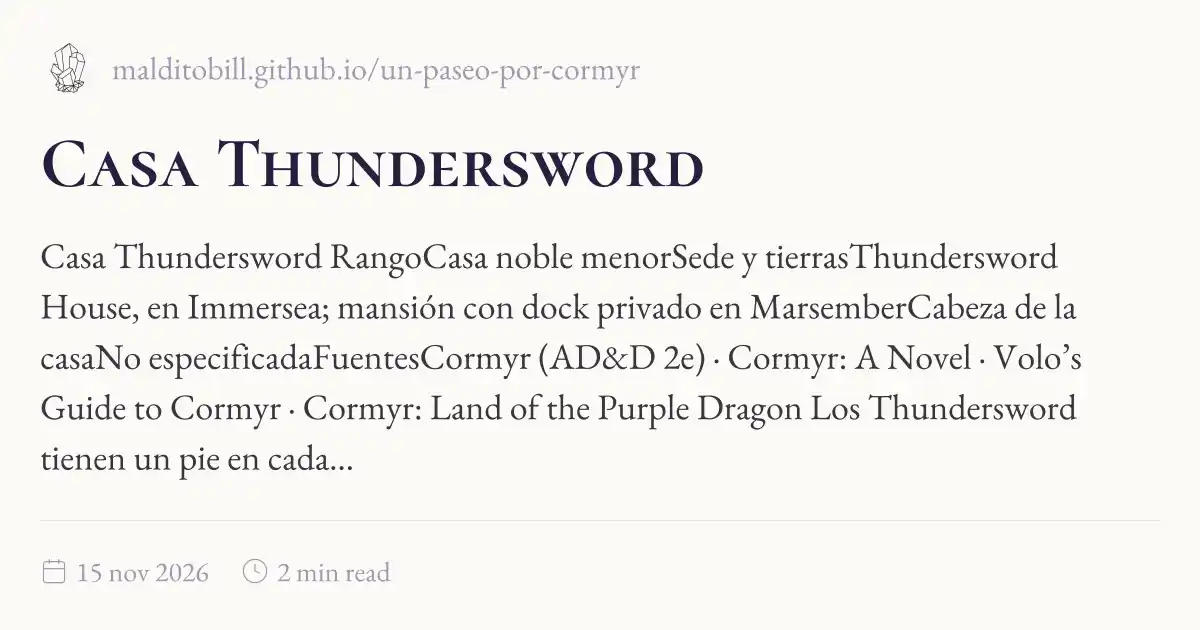 malditobill.github.io/un-paseo-por-cormyr
Casa Thundersword
Casa Thundersword RangoCasa noble menorSede y tierrasThundersword
House, en Immersea; mansión con dock privado en MarsemberCabeza de la
casaNo especificadaFuentesCormyr (AD&D 2e) · Cormyr: A Novel · Volo’s
Guide to Cormyr · Cormyr: Land of the Purple Dragon Los Thundersword
tienen un pie en cada...
15 nov 2026 2 min read